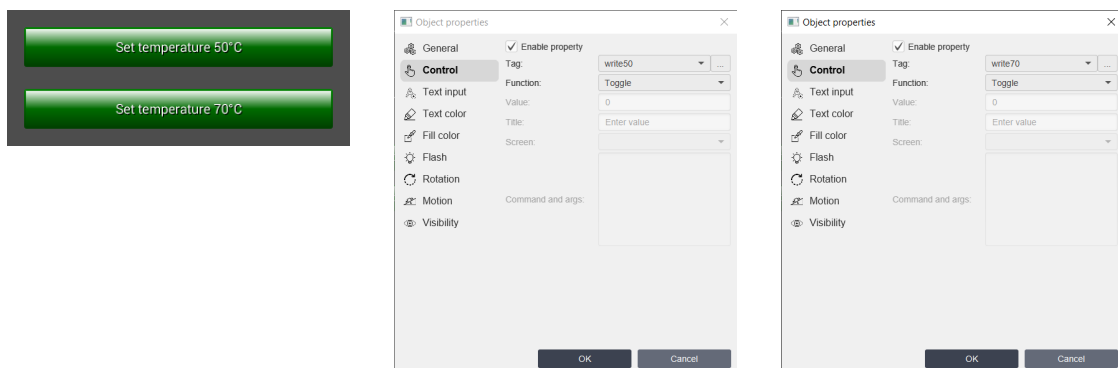 Set temperature 50°C
Set temperature 70°C
Object properties
General
Control
Text input
Text color
Fill color
Flash
Rotation
Motion
Visibility
Enable property
Tag: write50 ...
Function: Toggle
Value: 0
Title: Enter value
Screen:
Command and args:
OK Cancel
Object properties
General
Control
Text input
Text color
Fill color
Flash
Rotation
Motion
Visibility
Enable property
Tag: write70 ...
Function: Toggle
Value: 0
Title: Enter value
Screen:
Command and args:
OK Cancel